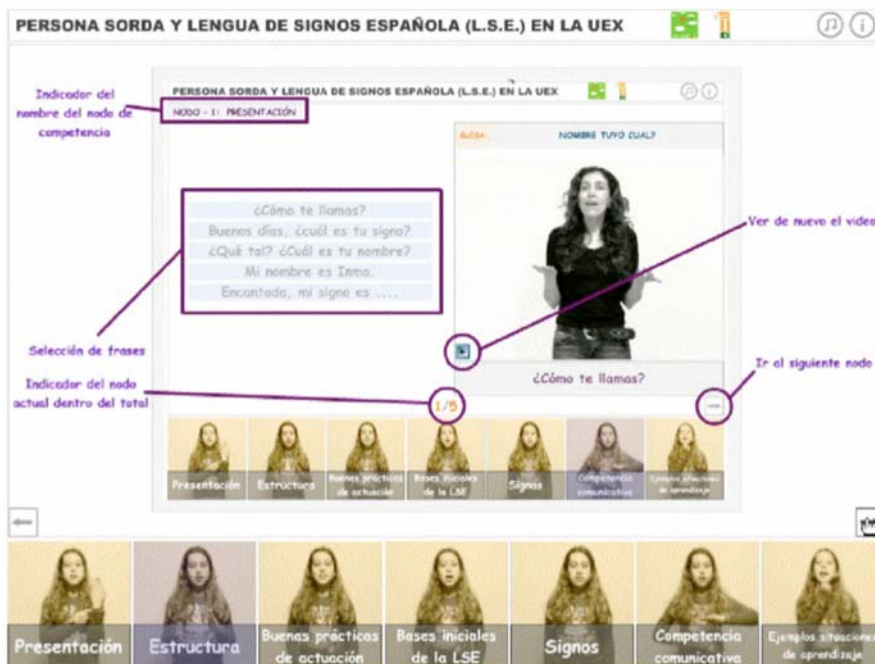 PERSONA SORDA Y LENGUA DE SIGNOS ESPAÑOLA (L.S.E.) EN LA UEX
Indicador del
nombre del nodo de
competencia
PERSONA SORDA Y LENGUA DE SIGNOS ESPAÑOLA (L.S.E.) EN LA UEX
NODO - 1: PRESENTACIÓN
GLOSA:
NOMBRE TUYO CUAL?
¿Cómo te llamas?
Buenos días, ¿cuál es tu signo?
¿Qué tal? ¿Cuál es tu nombre?
Mi nombre es Inma.
Encantada, mi signo es ....
Ver de nuevo el video
Selección de frases
¿Cómo te llamas?
Ir al siguiente nodo
Indicador del nodo
actual dentro del total
1/5
Presentación
Estructura
Buenas prácticas
de actuación
Bases iniciales
de la LSE
Signos
Competencia
comunicativa
Ejemplos situaciones
de aprendizaje
Presentación
Estructura
Buenas prácticas
de actuación
Bases iniciales
de la LSE
Signos
Competencia
comunicativa
Ejemplos situaciones
de aprendizaje